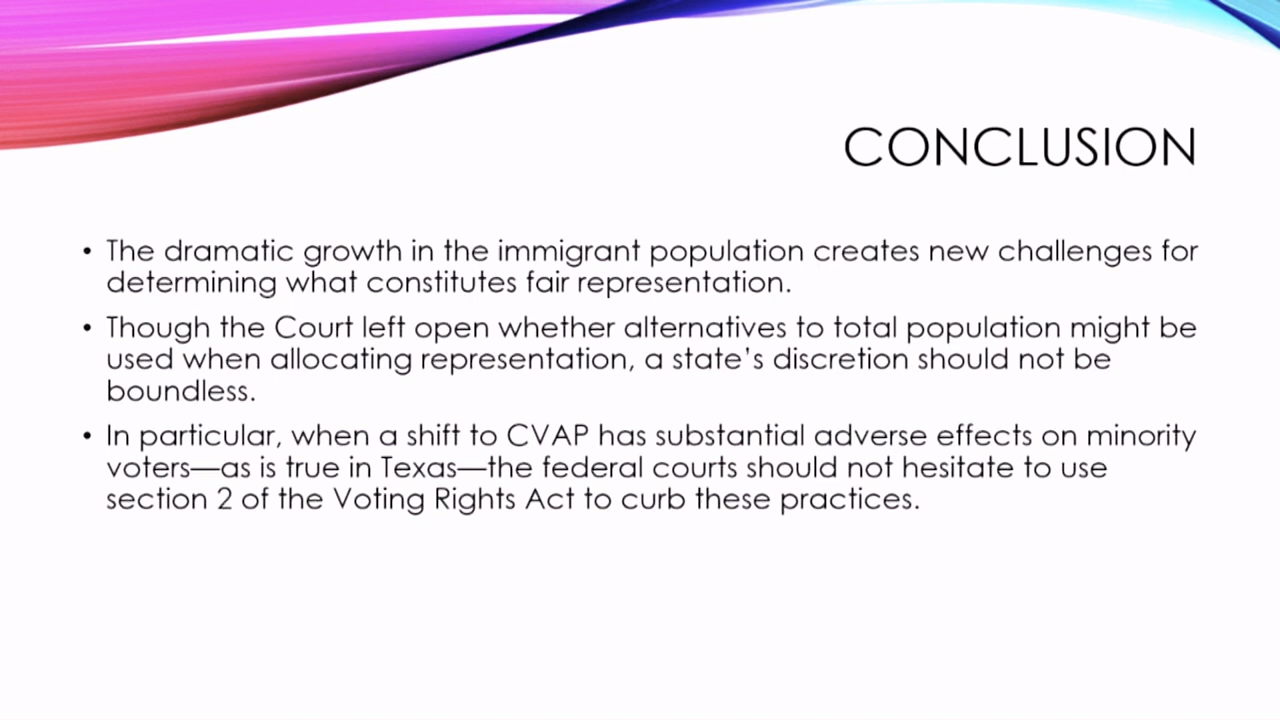 CONCLUSION
• The dramatic growth in the immigrant population creates new challenges for
determining what constitutes fair representation.
• Though the Court left open whether alternatives to total population might be
used when allocating representation, a state's discretion should not be
boundless.
• In particular, when a shift to CVAP has substantial adverse effects on minority
voters—as is true in Texas—the federal courts should not hesitate to use
section 2 of the Voting Rights Act to curb these practices.